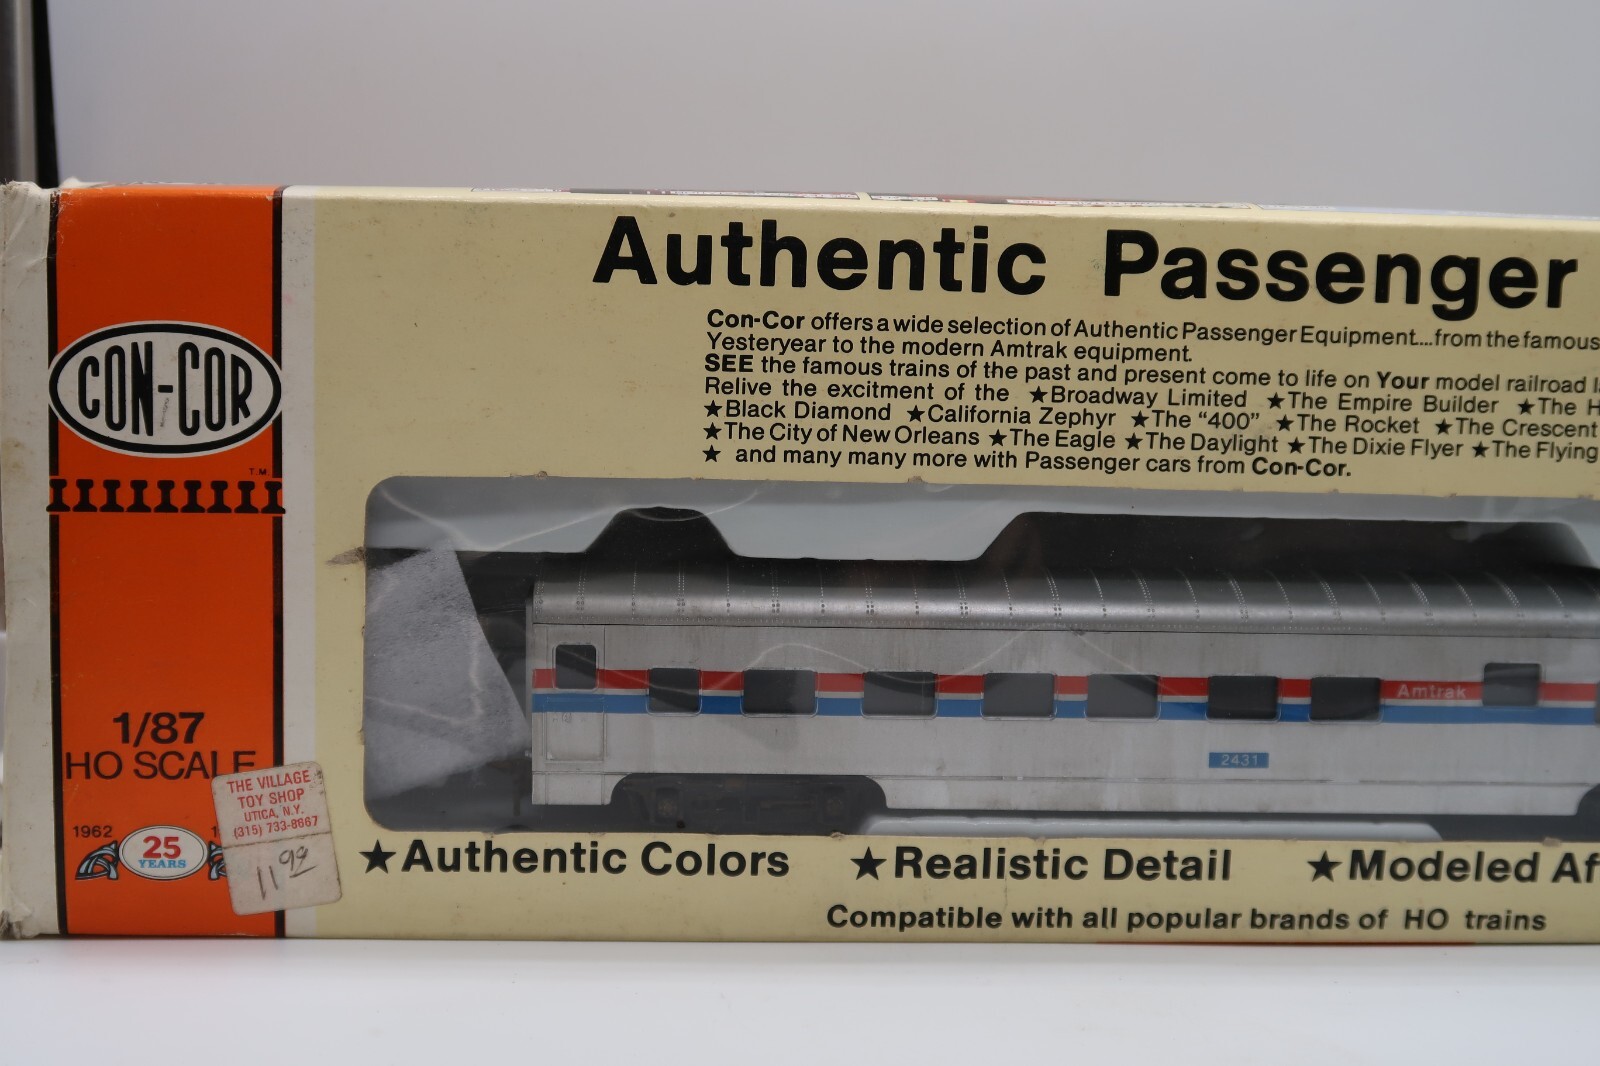 Authentic Passenger
Con-Cor offers a wide selection of Authentic Passenger Equipment....from the famous
Yesteryear to the modern Amtrak equipment.
SEE the famous trains of the past and present come to life on Your model railroad
Relive the excitment of the ★Broadway Limited ★The Empire Builder ★The H
★Black Diamond ★California Zephyr ★The "400" ★The Rocket ★The Crescent
★The City of New Orleans ★The Eagle ★The Daylight ★The Dixie Flyer ★The Flying
★ and many many more with Passenger cars from Con-Cor.
CON-COR
T.M.
Amtrak
2431
1/87
HO SCALE
THE VILLAGE
TOY SHOP
UTICA, N.Y.
(315) 733-8667
11 99
1962
25
YEARS
★Authentic Colors ★Realistic Detail ★Modeled Af
Compatible with all popular brands of HO trains